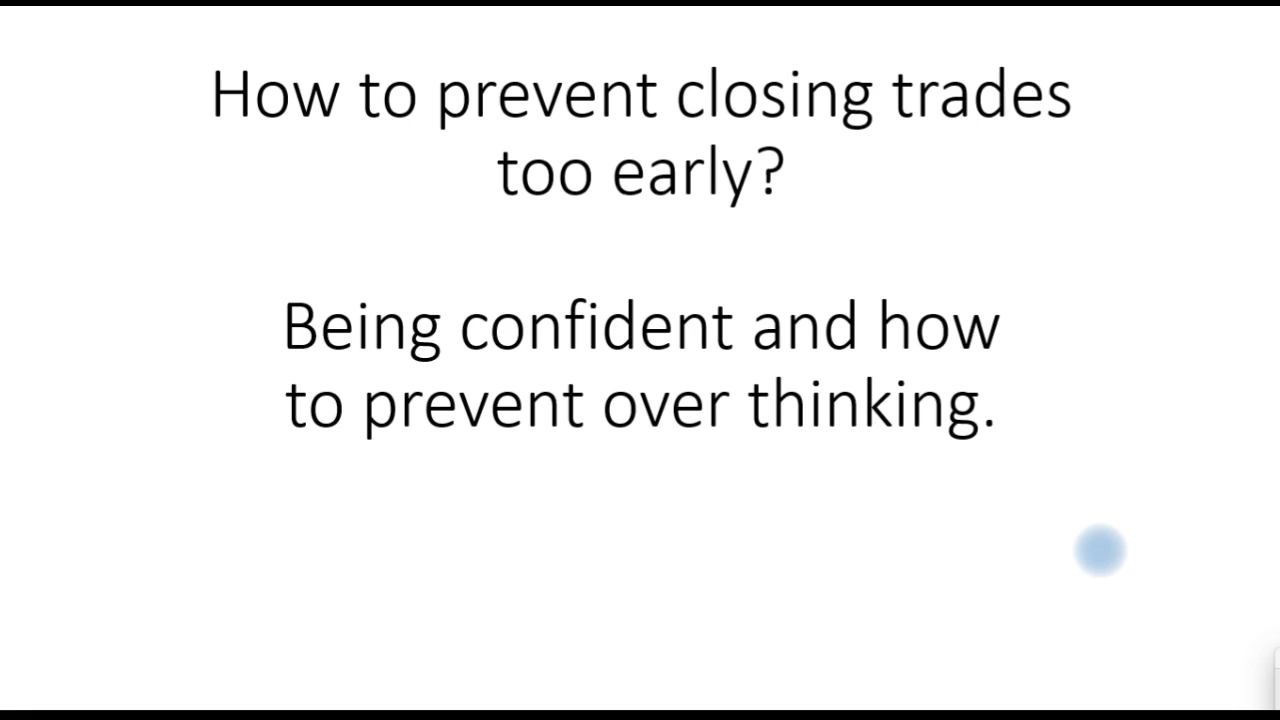 How to prevent closing trades
too early?
Being confident and how
to prevent over thinking.